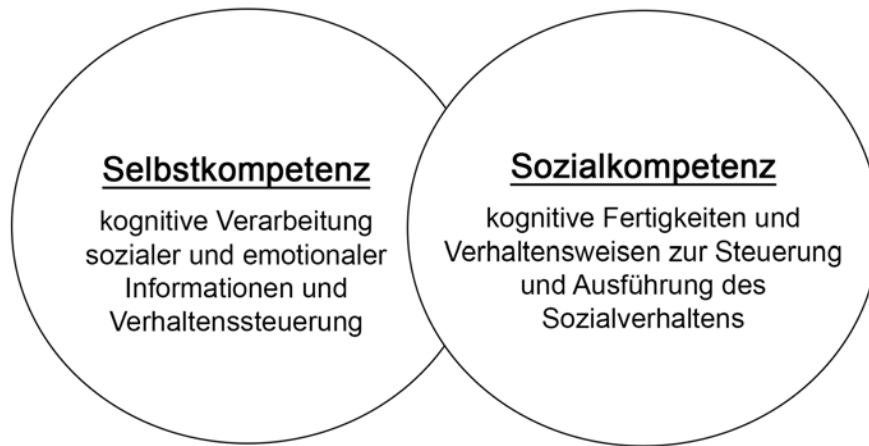 Selbstkompetenz
kognitive Verarbeitung
sozialer und emotionaler
Informationen und
Verhaltenssteuerung
Sozialkompetenz
kognitive Fertigkeiten und
Verhaltensweisen zur Steuerung
und Ausführung des
Sozialverhaltens